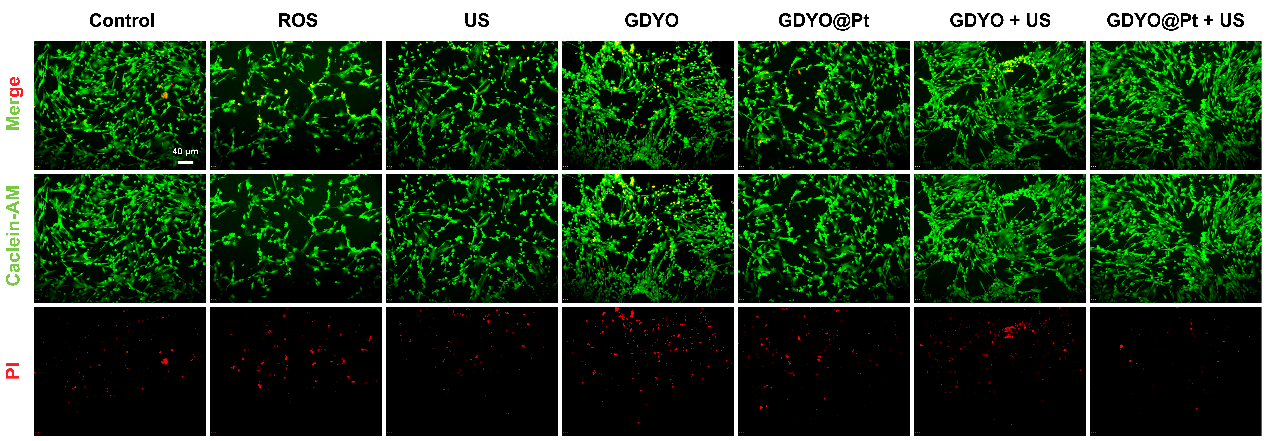 Control ROS US GDYO GDYO@Pt GDYO + US GDYO@Pt + US
Merge
40 μm
Caclein-AM
PI